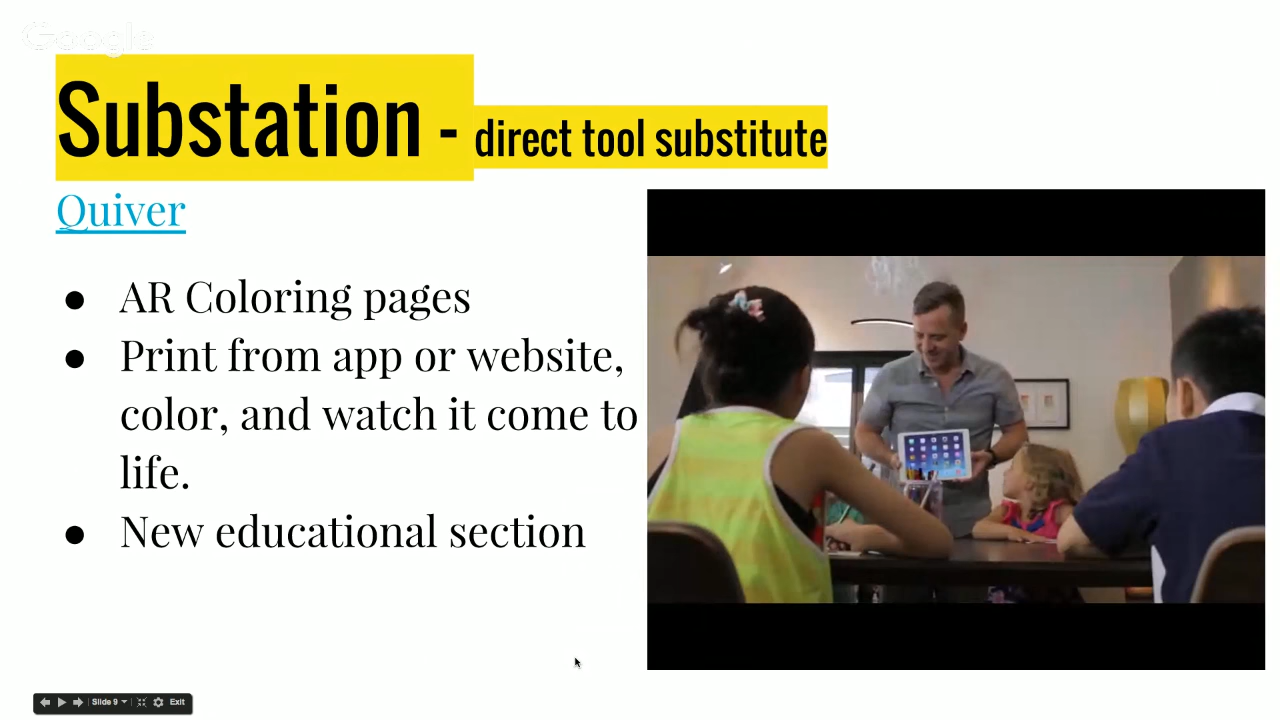 Google
Substation - direct tool substitute
Quiver
● AR Coloring pages
● Print from app or website,
color, and watch it come to
life.
● New educational section
Slide 9
Exit